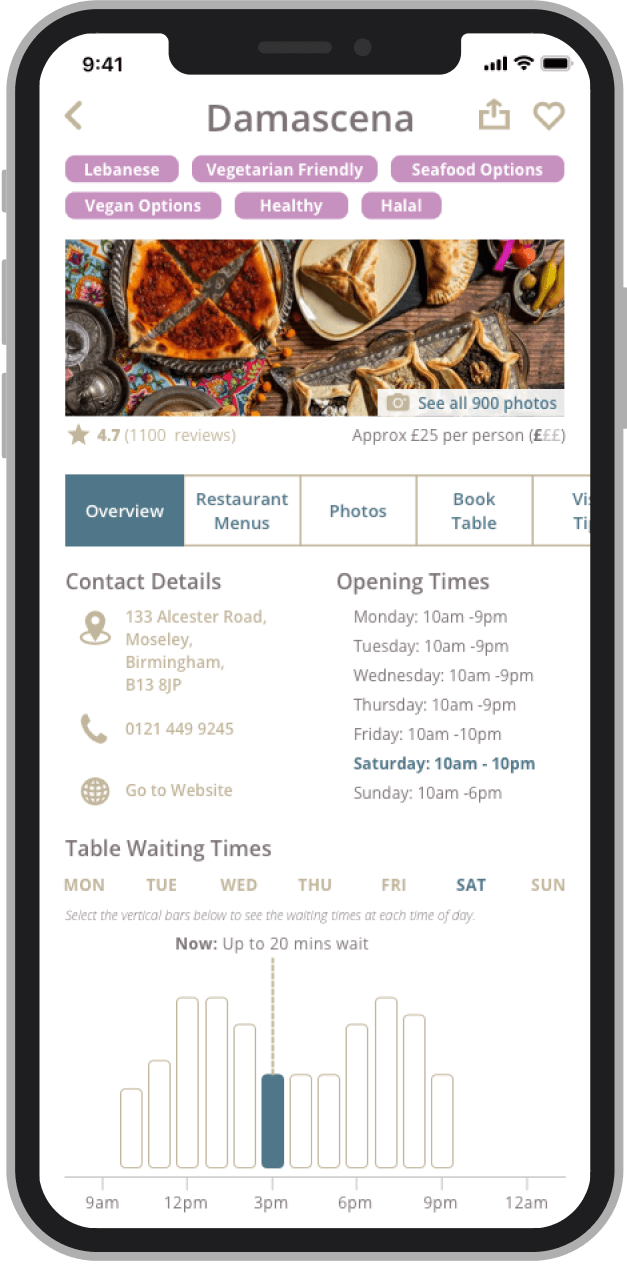 9:41
Damascena
Lebanese Vegetarian Friendly Seafood Options
Vegan Options Healthy Halal
See all 900 photos
4.7 (1100 reviews) Approx £25 per person (£££)
Overview
Restaurant
Menus
Photos
Book
Table
Vis
Tip
Contact Details
133 Alcester Road,
Moseley,
Birmingham,
B13 8JP
0121 449 9245
Go to Website
Opening Times
Monday: 10am -9pm
Tuesday: 10am -9pm
Wednesday: 10am -9pm
Thursday: 10am -9pm
Friday: 10am -10pm
Saturday: 10am - 10pm
Sunday: 10am -6pm
Table Waiting Times
MON TUE WED THU FRI SAT SUN
Select the vertical bars below to see the waiting times at each time of day.
Now: Up to 20 mins wait
9am 12pm 3pm 6pm 9pm 12am